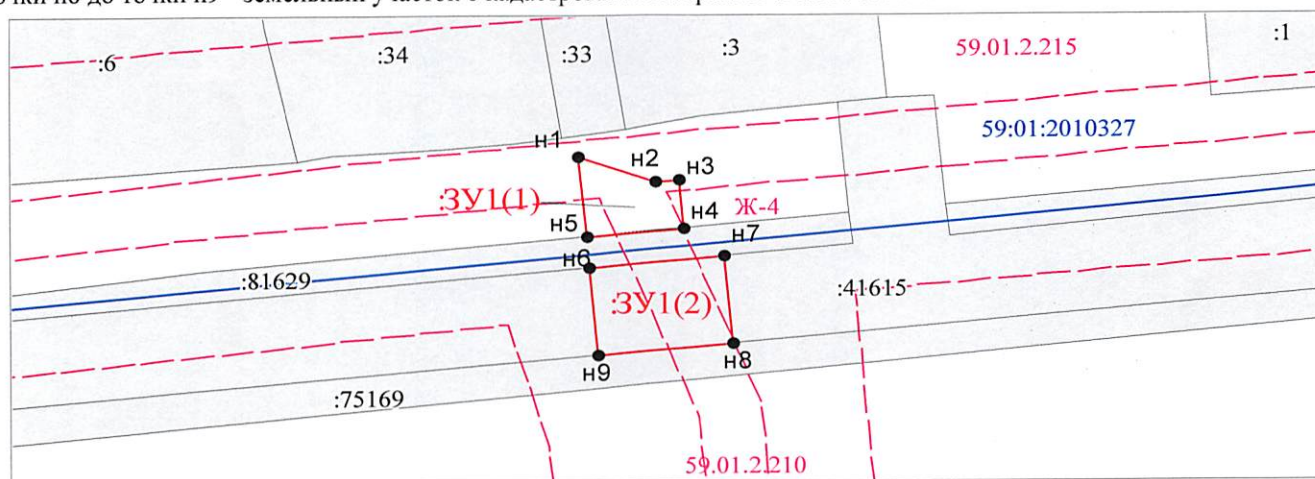 :6
:34
:33
:3
59.01.2.215
:1
59:01:2010327
н1
н2
н3
:ЗУ1(1)
Ж-4
н4
н5
н7
н6
:81629
:ЗУ1(2)
:41615
н8
н9
:75169
59.01.2.210